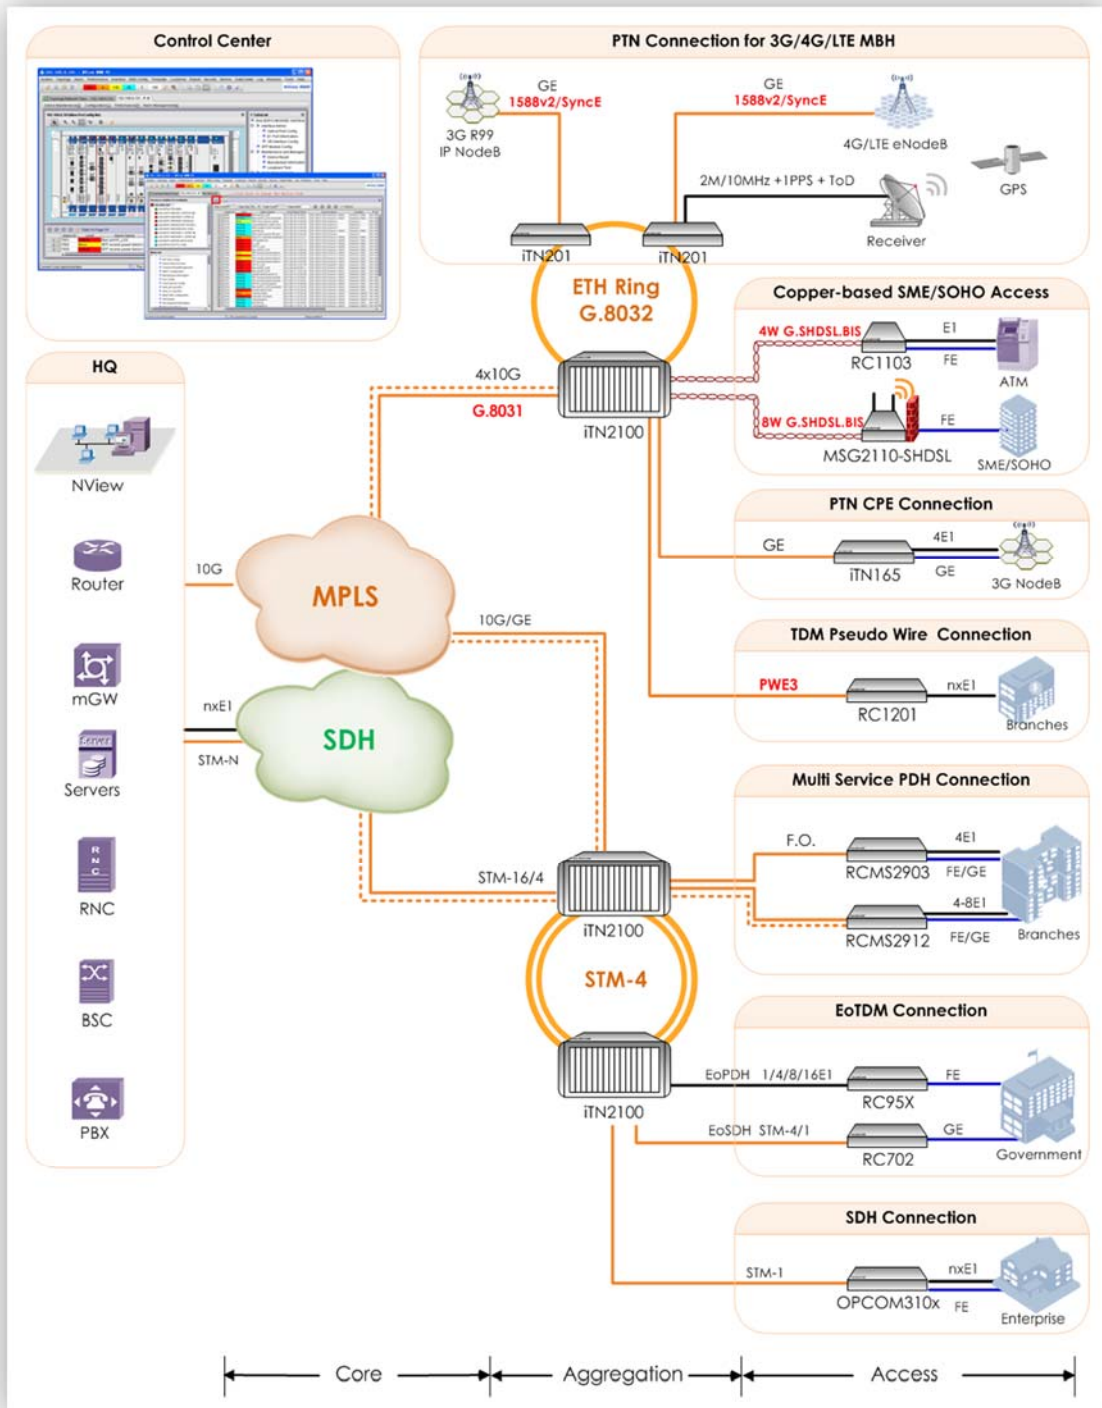 Control Center
PTN Connection for 3G/4G/LTE MBH
GE
1588v2/SyncE
3G R99
IP NodeB
GE
1588v2/SyncE
4G/LTE eNodeB
GPS
2M/10MHz +1PPS + ToD
Receiver
iTN201
iTN201
ETH Ring
G.8032
Copper-based SME/SOHO Access
4W G.SHDSL.BIS
RC1103
E1
FE
ATM
8W G.SHDSL.BIS
MSG2110-SHDSL
FE
SME/SOHO
HQ
NView
Router
mGW
Server
Servers
R
N
C
RNC
BSC
PBX
4x10G
G.8031
iTN2100
PTN CPE Connection
GE
iTN165
4E1
GE
3G NodeB
10G
MPLS
10G/GE
TDM Pseudo Wire Connection
PWE3
RC1201
nxE1
Branches
nxE1
STM-N
SDH
Multi Service PDH Connection
F.O.
RCMS2903
4E1
FE/GE
RCMS2912
4-8E1
FE/GE
Branches
STM-16/4
iTN2100
STM-4
iTN2100
EoTDM Connection
EoPDH 1/4/8/16E1
RC95X
FE
EoSDH STM-4/1
RC702
GE
Government
SDH Connection
STM-1
OPCOM310x
nxE1
FE
Enterprise
Core
Aggregation
Access